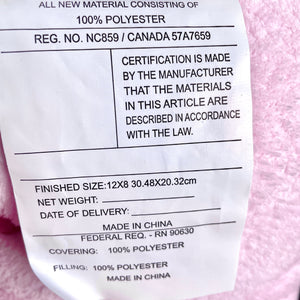 ALL NEW MATERIAL CONSISTING OF
100% POLYESTER
REG. NO. NC859 / CANADA 57A7659
CERTIFICATION IS MADE
BY THE MANUFACTURER
THAT THE MATERIALS
IN THIS ARTICLE ARE
DESCRIBED IN ACCORDANCE
WITH THE LAW.
FINISHED SIZE:12X8 30.48X20.32cm
NET WEIGHT:
DATE OF DELIVERY:
MADE IN CHINA
FEDERAL REQ. - RN 90630
COVERING: 100% POLYESTER
FILLING: 100% POLYESTER
MADE IN CHINA